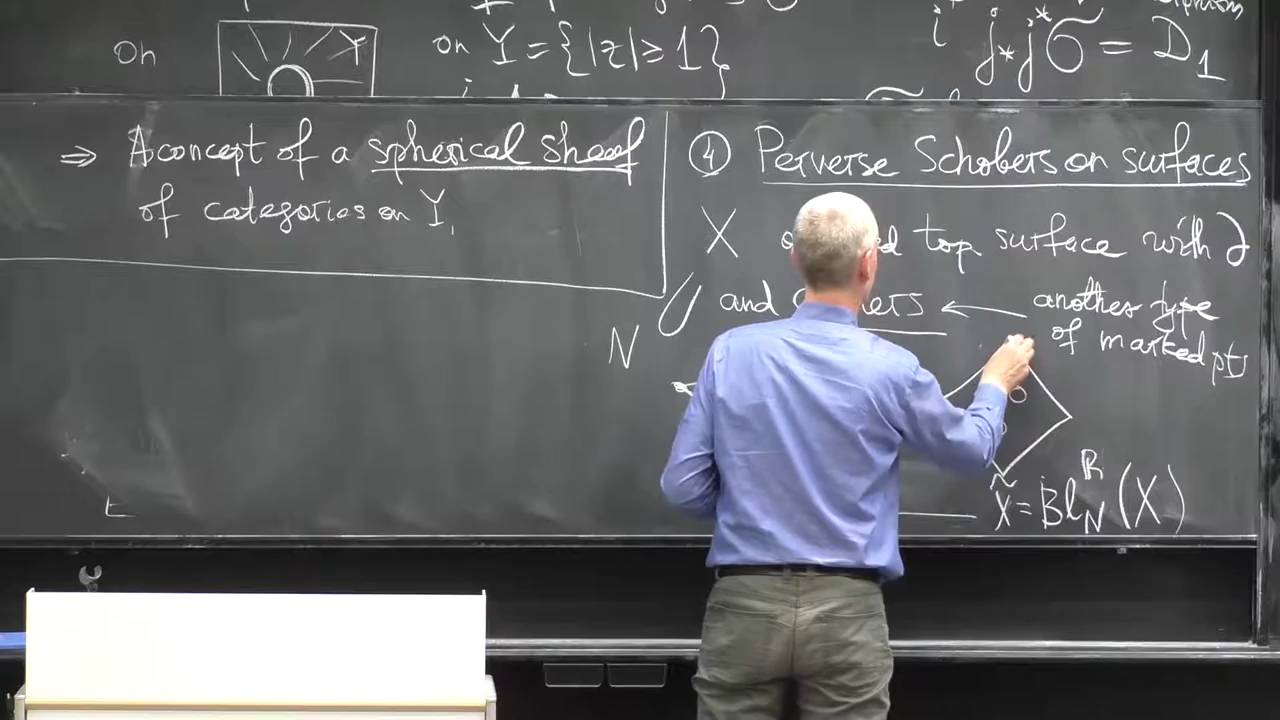 On
on Y = {|z| ≥ 1}
j* j* σ̃ = D₁
⇒ A concept of a spherical sheaf
of categories on Y,
④ Perverse Schobers on surfaces
X top surface with ∂
and ← another type
of marked pts
N
X̃ = Bl^R_N (X)